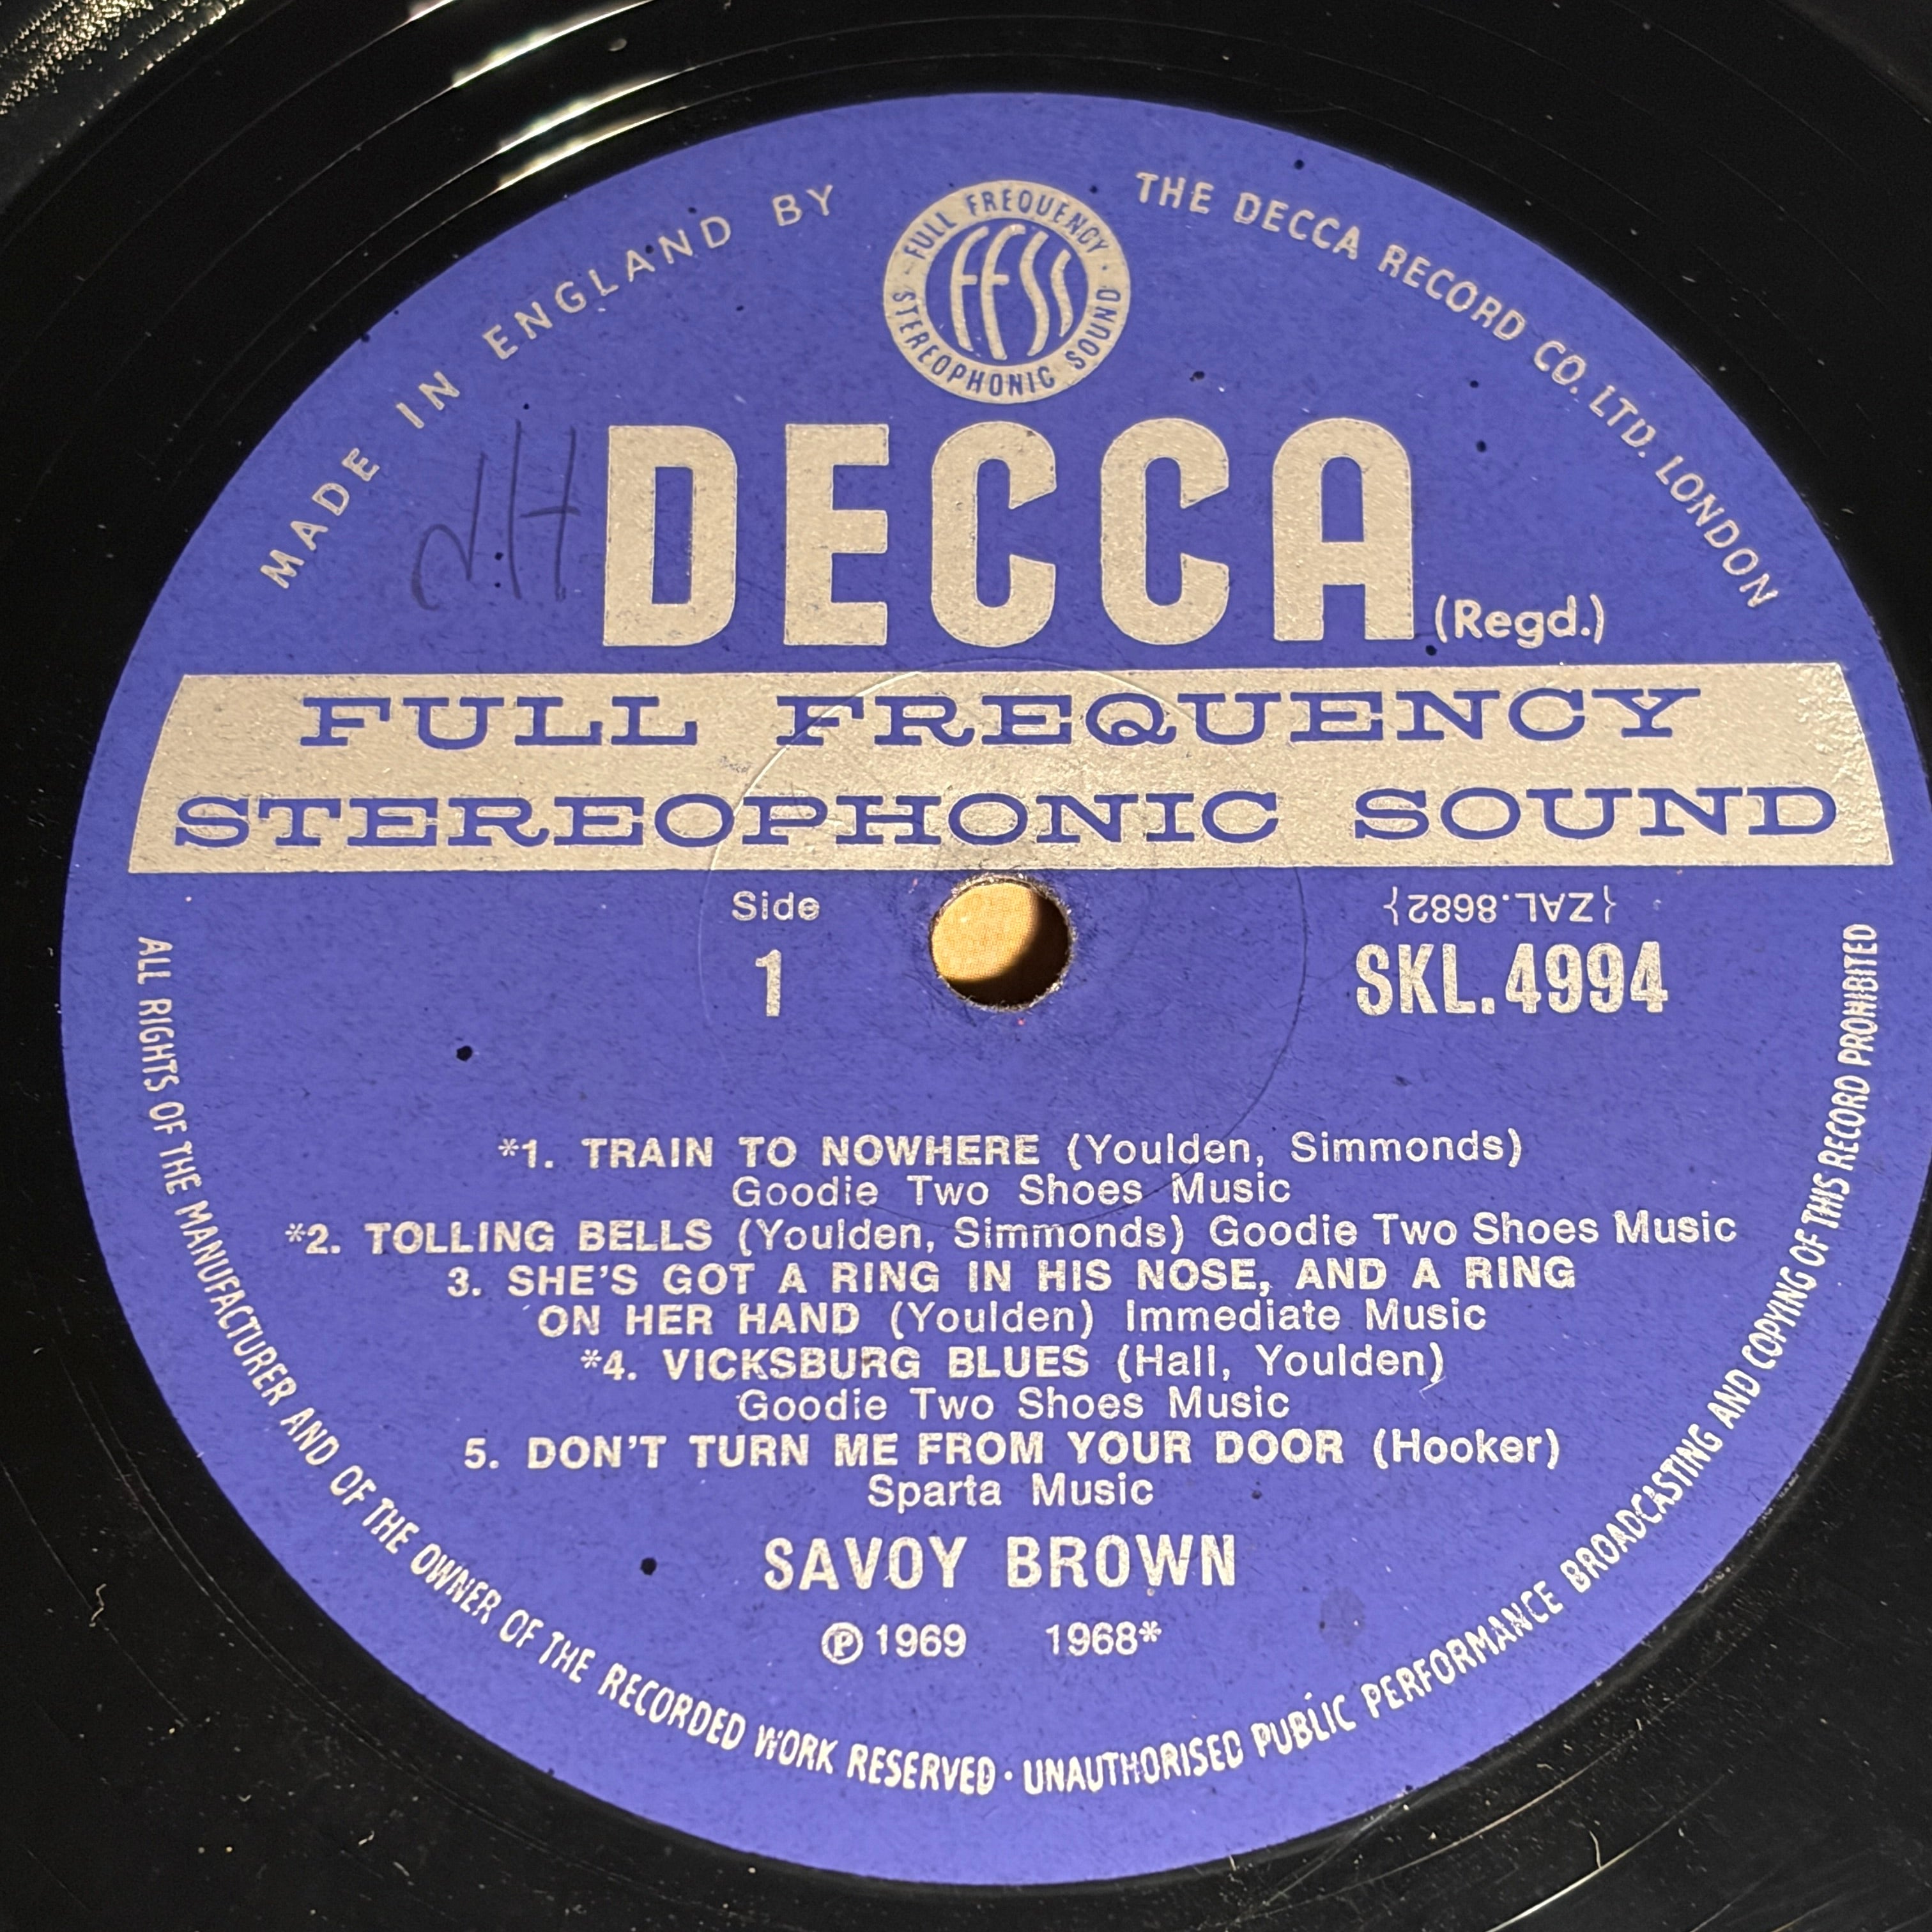 MADE IN ENGLAND BY THE DECCA RECORD CO. LTD. LONDON
FULL FREQUENCY
FFSS
STEREOPHONIC SOUND
DECCA (Regd.)
FULL FREQUENCY
STEREOPHONIC SOUND
Side
1
{ZAL.8682}
SKL.4994
*1. TRAIN TO NOWHERE (Youlden, Simmonds)
Goodie Two Shoes Music
*2. TOLLING BELLS (Youlden, Simmonds) Goodie Two Shoes Music
3. SHE'S GOT A RING IN HIS NOSE, AND A RING
ON HER HAND (Youlden) Immediate Music
*4. VICKSBURG BLUES (Hall, Youlden)
Goodie Two Shoes Music
5. DON'T TURN ME FROM YOUR DOOR (Hooker)
Sparta Music
SAVOY BROWN
℗ 1969 1968*
ALL RIGHTS OF THE MANUFACTURER AND OF THE OWNER OF THE RECORDED WORK RESERVED · UNAUTHORISED PUBLIC PERFORMANCE BROADCASTING AND COPYING OF THIS RECORD PROHIBITED